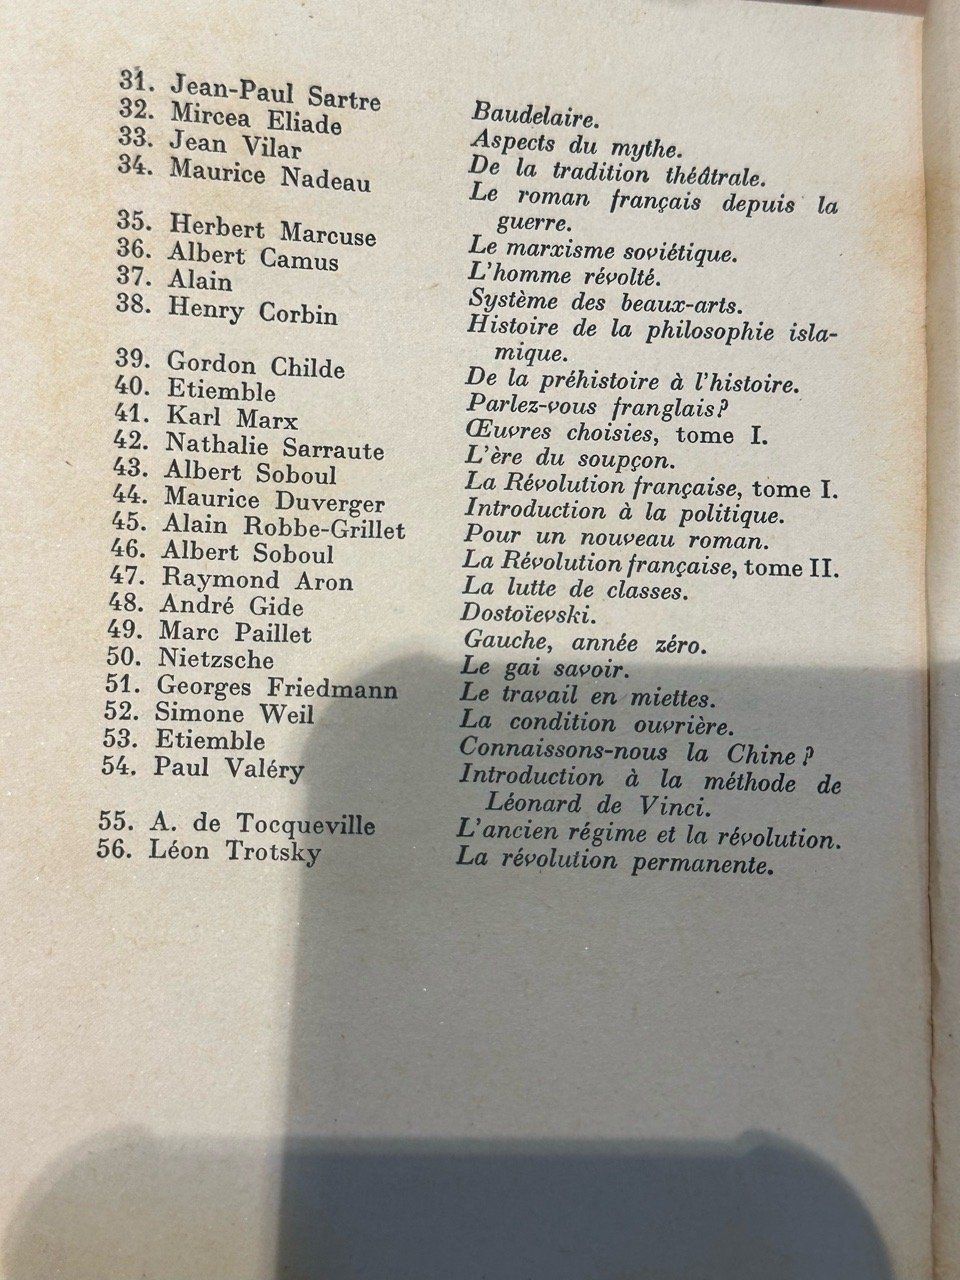 31. Jean-Paul Sartre Baudelaire.
32. Mircea Eliade Aspects du mythe.
33. Jean Vilar De la tradition théâtrale.
34. Maurice Nadeau Le roman français depuis la
guerre.
35. Herbert Marcuse Le marxisme soviétique.
36. Albert Camus L'homme révolté.
37. Alain Système des beaux-arts.
38. Henry Corbin Histoire de la philosophie isla-
mique.
39. Gordon Childe De la préhistoire à l'histoire.
40. Etiemble Parlez-vous franglais?
41. Karl Marx Œuvres choisies, tome I.
42. Nathalie Sarraute L'ère du soupçon.
43. Albert Soboul La Révolution française, tome I.
44. Maurice Duverger Introduction à la politique.
45. Alain Robbe-Grillet Pour un nouveau roman.
46. Albert Soboul La Révolution française, tome II.
47. Raymond Aron La lutte de classes.
48. André Gide Dostoïevski.
49. Marc Paillet Gauche, année zéro.
50. Nietzsche Le gai savoir.
51. Georges Friedmann Le travail en miettes.
52. Simone Weil La condition ouvrière.
53. Etiemble Connaissons-nous la Chine ?
54. Paul Valéry Introduction à la méthode de
Léonard de Vinci.
55. A. de Tocqueville L'ancien régime et la révolution.
56. Léon Trotsky La révolution permanente.